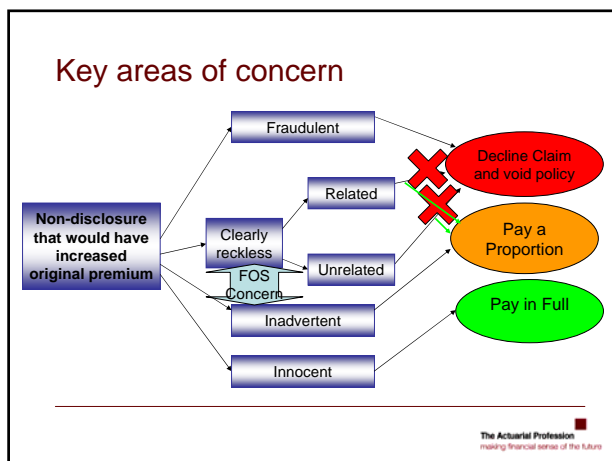 Key areas of concern
Fraudulent
Decline Claim
and void policy
Related
Non-disclosure
that would have
increased
original premium
Clearly
reckless
Pay a
Proportion
Unrelated
FOS
Concern
Inadvertent
Pay in Full
Innocent
The Actuarial Profession
making financial sense of the future